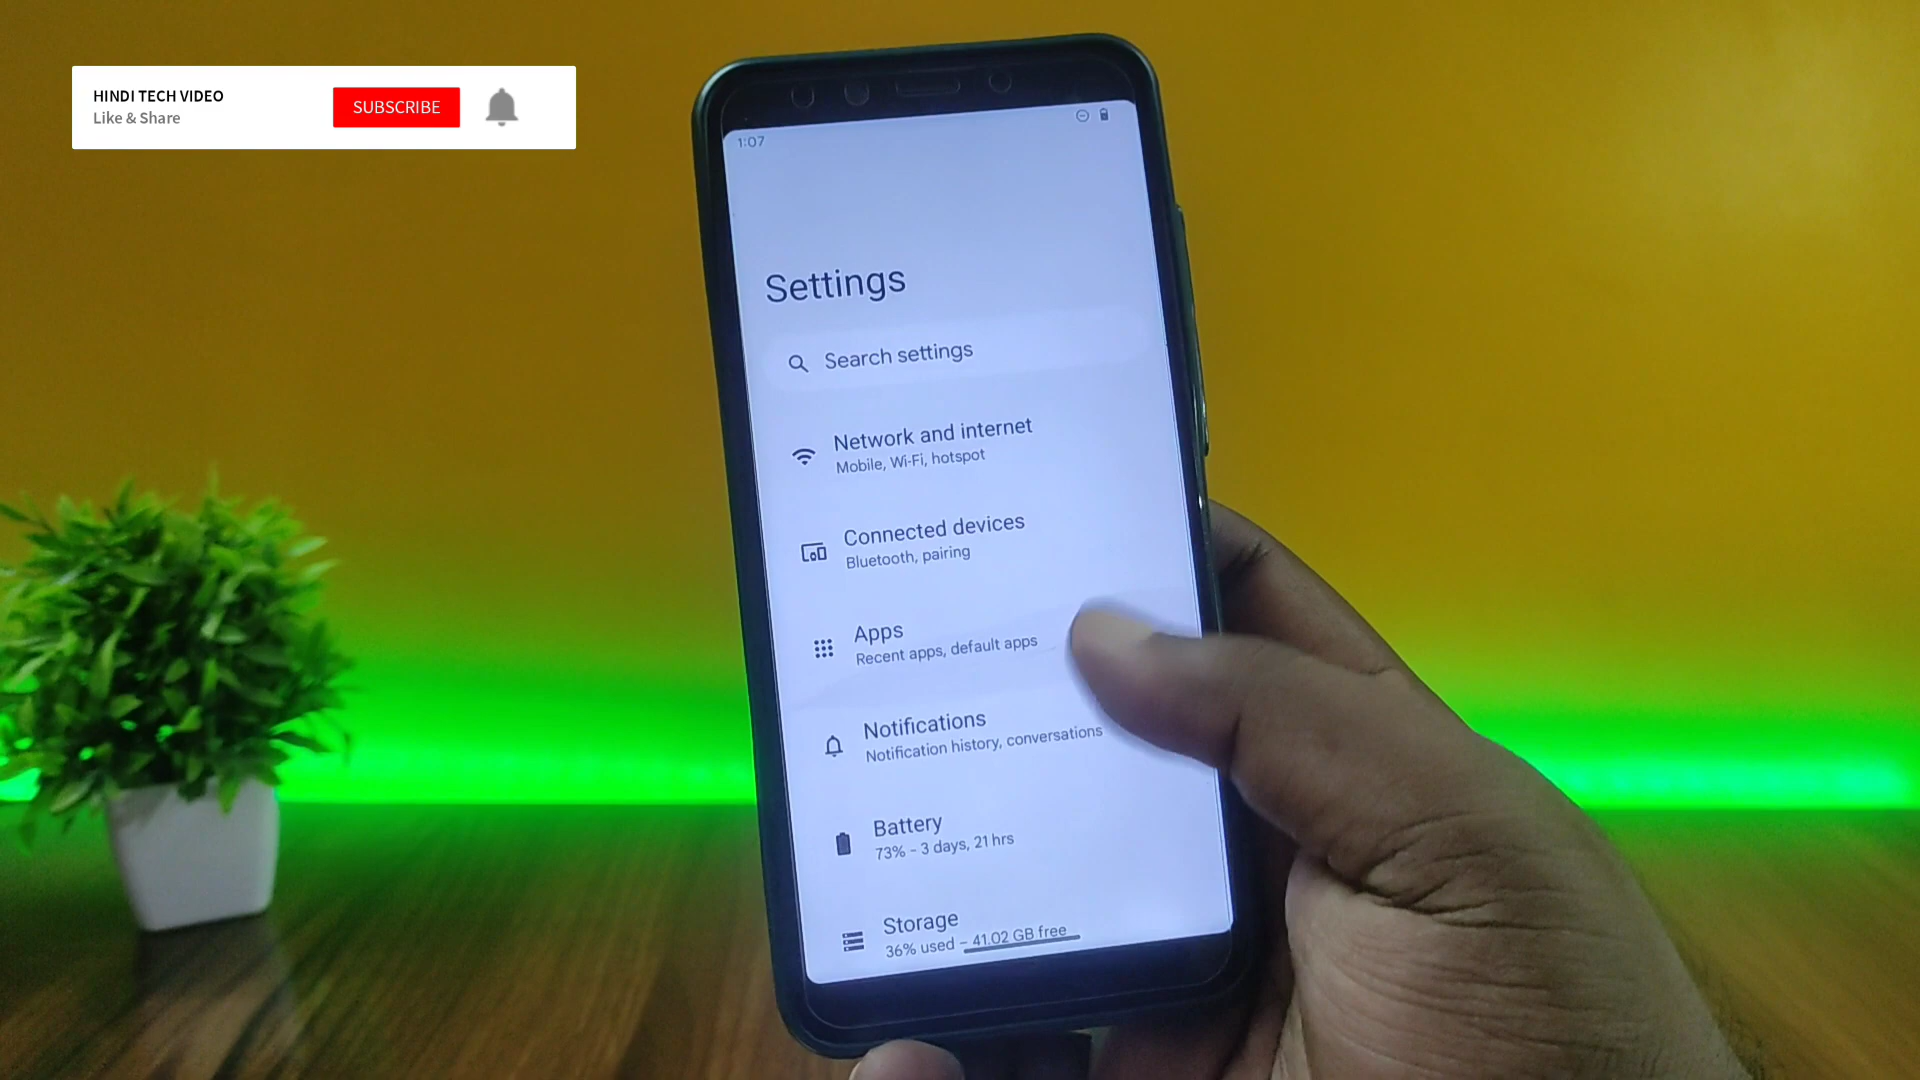 HINDI TECH VIDEO
Like & Share
SUBSCRIBE
1:07
Settings
Search settings
Network and internet
Mobile, Wi-Fi, hotspot
Connected devices
Bluetooth, pairing
Apps
Recent apps, default apps
Notifications
Notification history, conversations
Battery
73% - 3 days, 21 hrs
Storage
36% used - 41.02 GB free